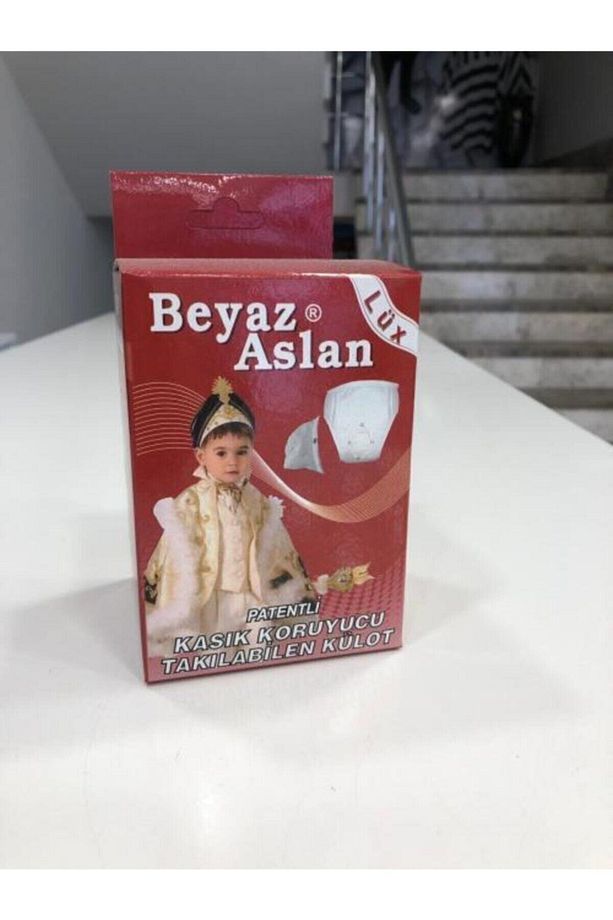 Beyaz ®
Aslan
LÜX
PATENTLİ
KASIK KORUYUCU
TAKILABİLEN KÜLOT